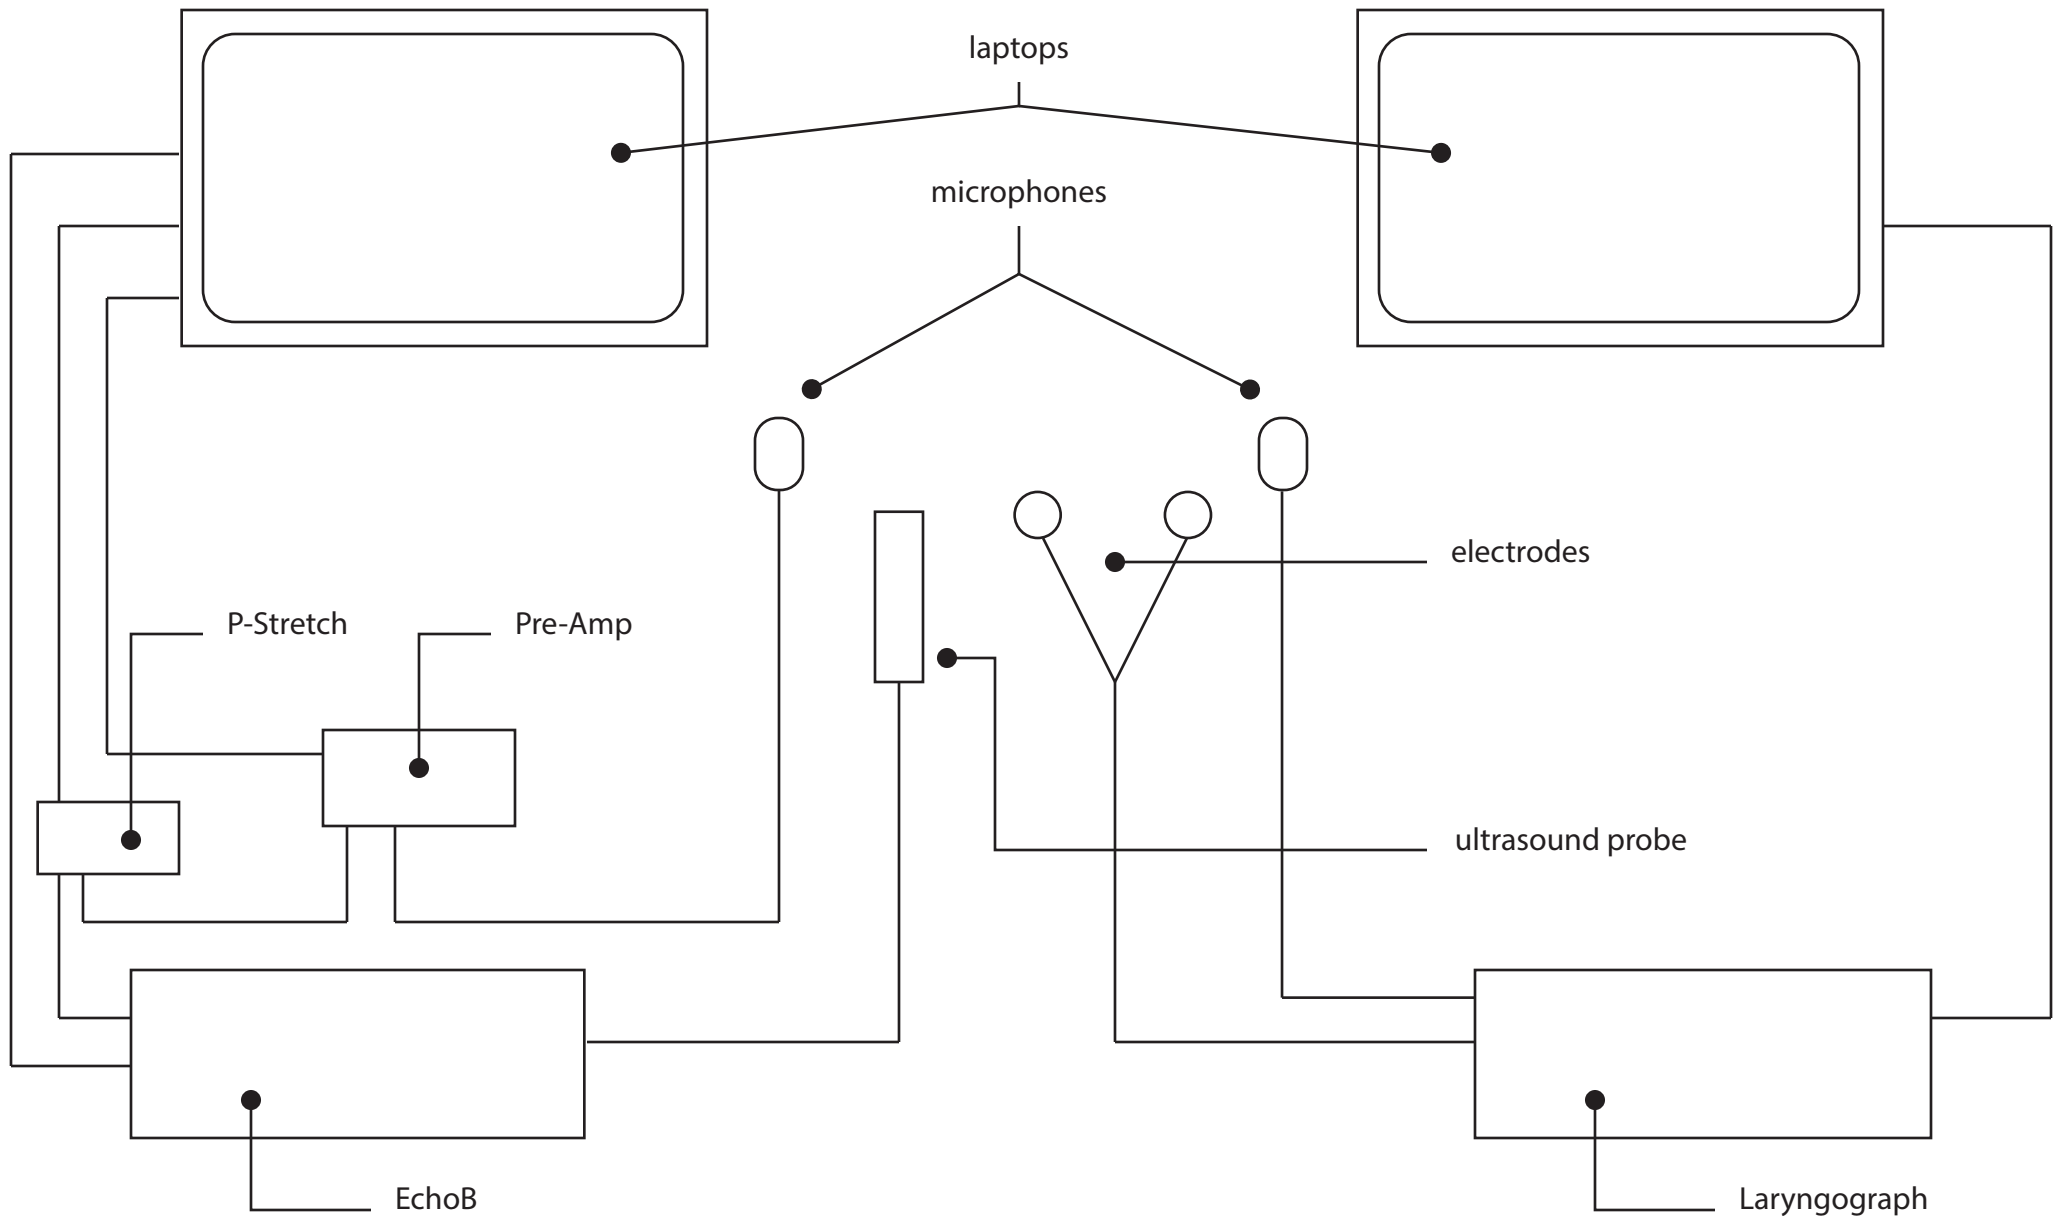 laptops
microphones
electrodes
P-Stretch
Pre-Amp
ultrasound probe
EchoB
Laryngograph